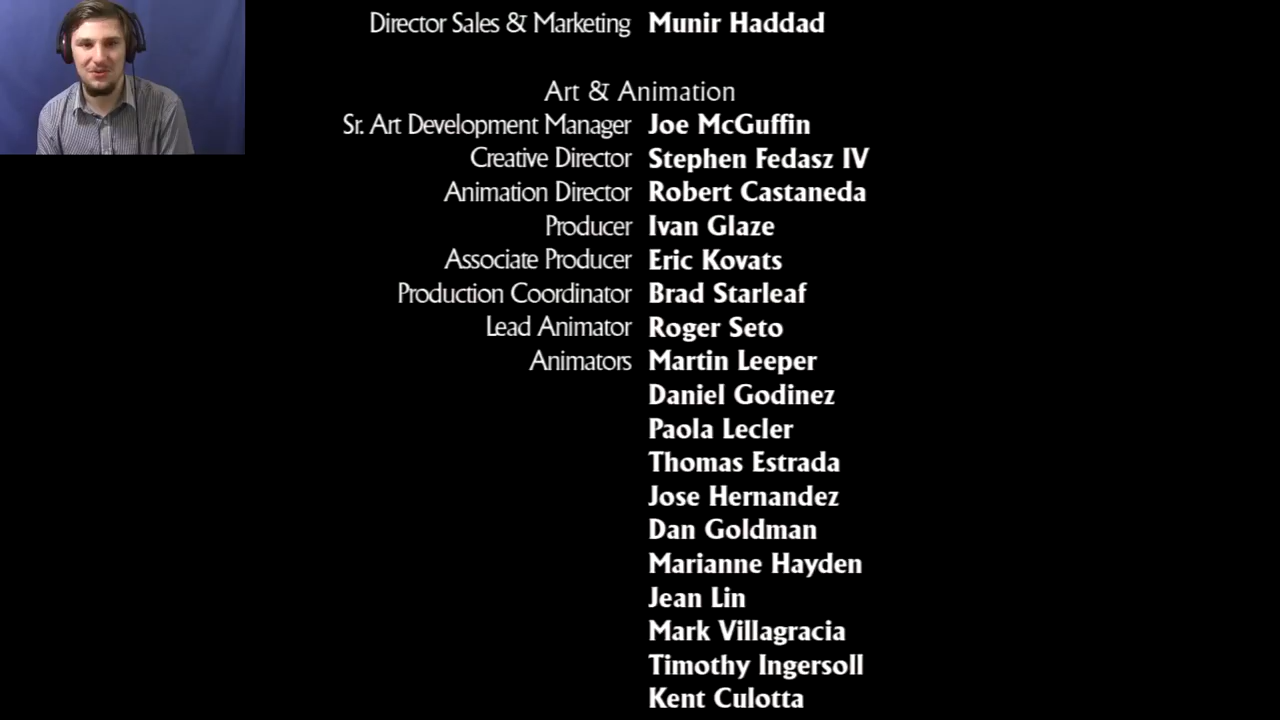 Director Sales & Marketing Munir Haddad
Art & Animation
Sr. Art Development Manager Joe McGuffin
Creative Director Stephen Fedasz IV
Animation Director Robert Castaneda
Producer Ivan Glaze
Associate Producer Eric Kovats
Production Coordinator Brad Starleaf
Lead Animator Roger Seto
Animators Martin Leeper
Daniel Godinez
Paola Lecler
Thomas Estrada
Jose Hernandez
Dan Goldman
Marianne Hayden
Jean Lin
Mark Villagracia
Timothy Ingersoll
Kent Culotta